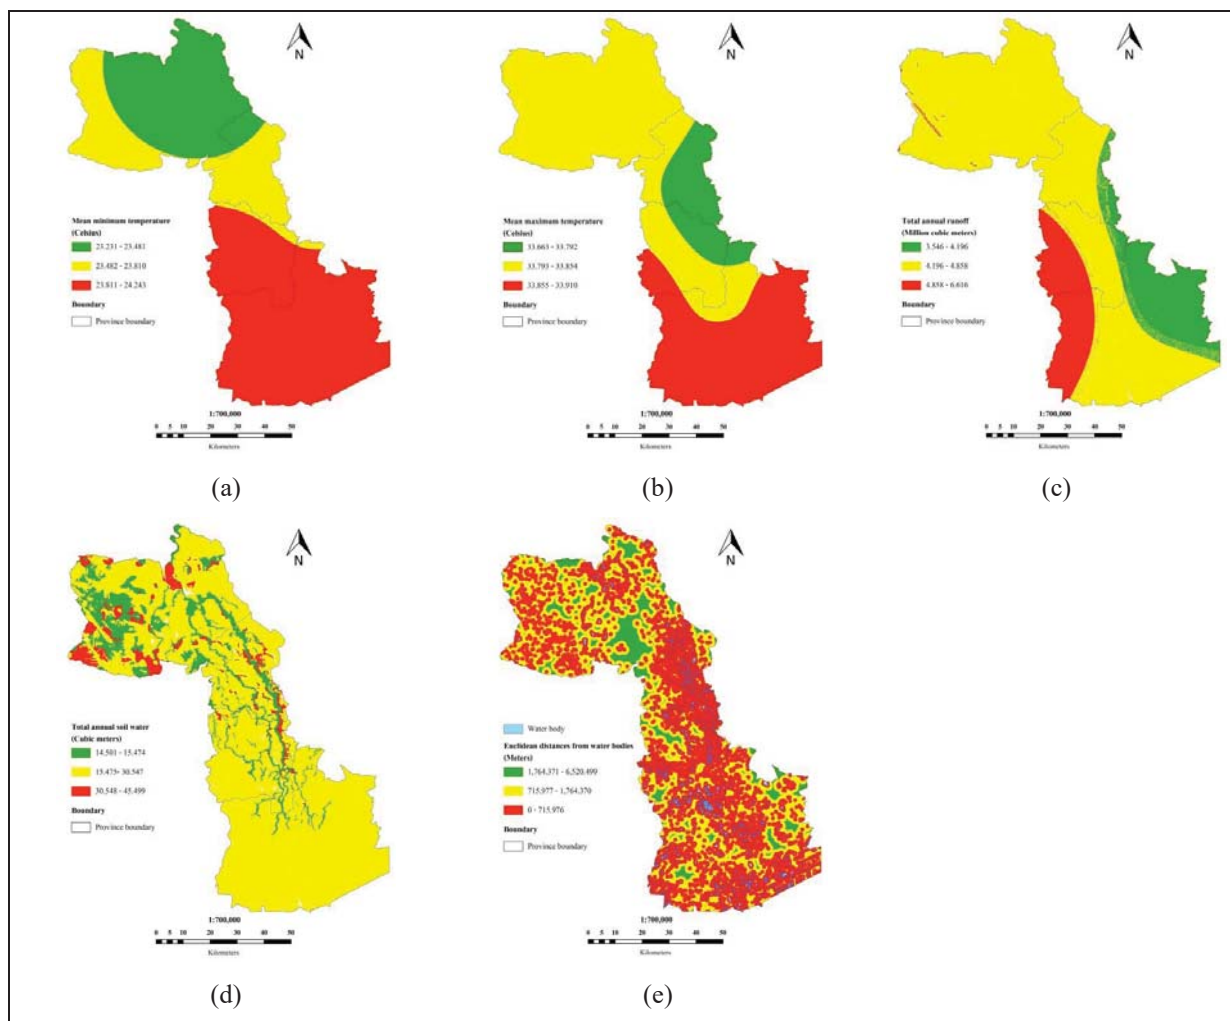 N
Mean minimum temperature
(Celsius)
23.231 - 23.481
23.482 - 23.810
23.811 - 24.243
Boundary
Province boundary
1:700,000
0 5 10 20 30 40 50
Kilometers
(a)
N
Mean maximum temperature
(Celsius)
33.663 - 33.792
33.793 - 33.854
33.855 - 33.910
Boundary
Province boundary
1:700,000
0 5 10 20 30 40 50
Kilometers
(b)
N
Total annual runoff
(Million cubic meters)
3.546 - 4.196
4.196 - 4.858
4.858 - 6.616
Boundary
Province boundary
1:700,000
0 5 10 20 30 40 50
Kilometers
(c)
N
Total annual soil water
(Cubic meters)
14.501 - 15.474
15.475- 30.547
30.548 - 45.499
Boundary
Province boundary
1:700,000
0 5 10 20 30 40 50
Kilometers
(d)
N
Water body
Euclidean distances from water bodies
(Meters)
1,764.371 - 6,520.499
715.977 - 1,764.370
0 - 715.976
Boundary
Province boundary
1:700,000
0 5 10 20 30 40 50
Kilometers
(e)